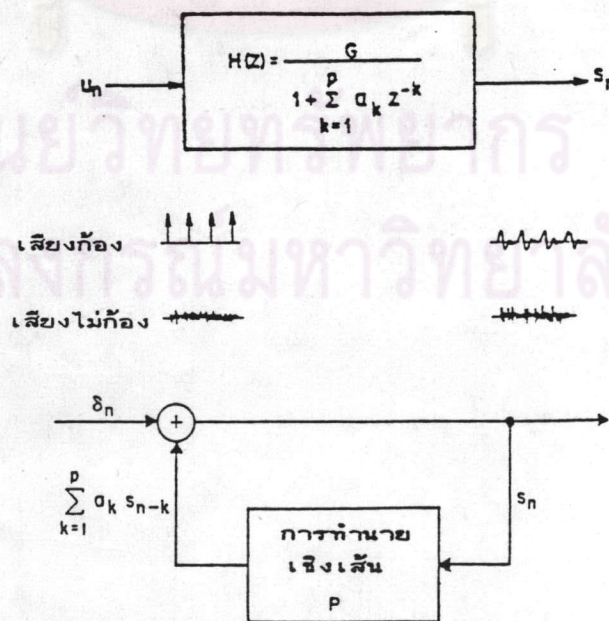 H(Z) = G / (1 + Σ_{k=1}^{p} a_k z^{-k})
u_n
เสียงก้อง
เสียงไม่ก้อง
δ_n
+
Σ_{k=1}^{p} a_k s_{n-k}
s_n
การทำนาย
เชิงเส้น
P